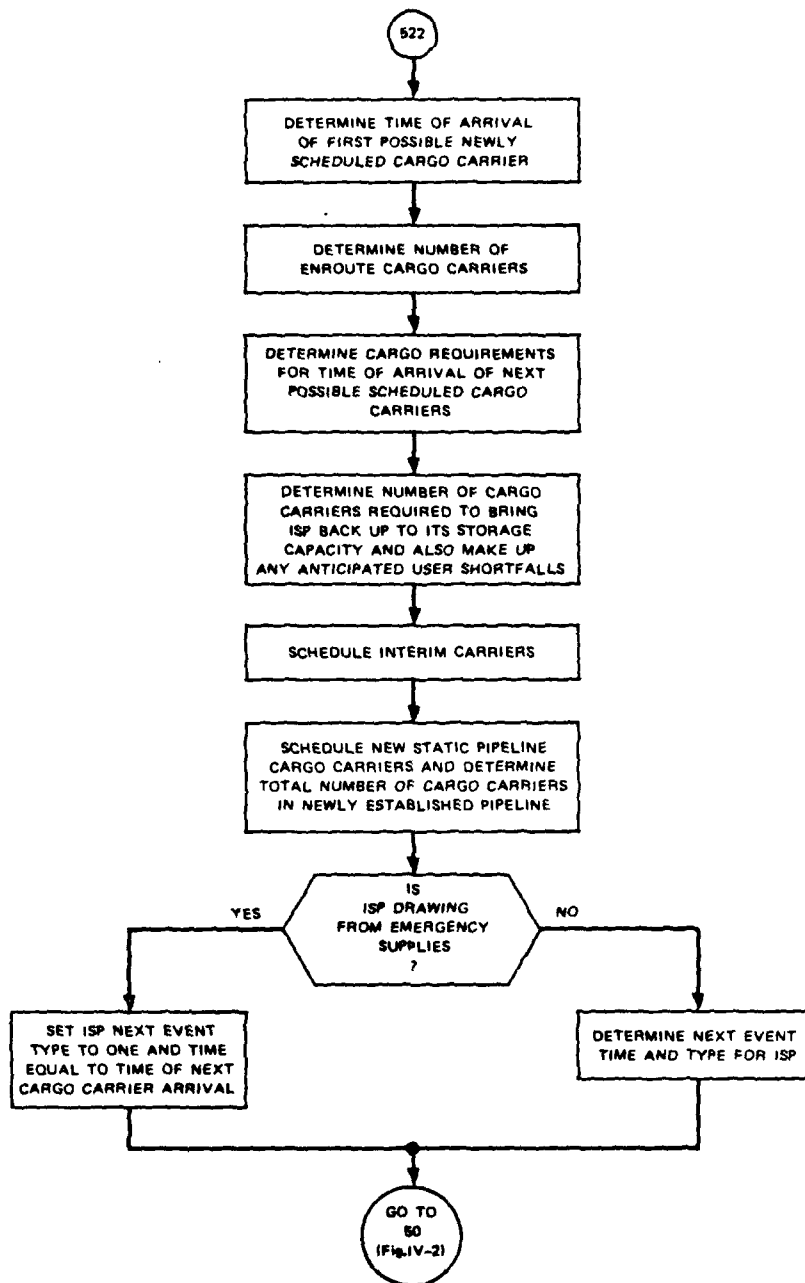 522
DETERMINE TIME OF ARRIVAL
OF FIRST POSSIBLE NEWLY
SCHEDULED CARGO CARRIER
DETERMINE NUMBER OF
ENROUTE CARGO CARRIERS
DETERMINE CARGO REQUIREMENTS
FOR TIME OF ARRIVAL OF NEXT
POSSIBLE SCHEDULED CARGO
CARRIERS
DETERMINE NUMBER OF CARGO
CARRIERS REQUIRED TO BRING
ISP BACK UP TO ITS STORAGE
CAPACITY AND ALSO MAKE UP
ANY ANTICIPATED USER SHORTFALLS
SCHEDULE INTERIM CARRIERS
SCHEDULE NEW STATIC PIPELINE
CARGO CARRIERS AND DETERMINE
TOTAL NUMBER OF CARGO CARRIERS
IN NEWLY ESTABLISHED PIPELINE
IS
ISP DRAWING
FROM EMERGENCY
SUPPLIES
?
YES
NO
SET ISP NEXT EVENT
TYPE TO ONE AND TIME
EQUAL TO TIME OF NEXT
CARGO CARRIER ARRIVAL
DETERMINE NEXT EVENT
TIME AND TYPE FOR ISP
GO TO
50
(Fig. IV-2)